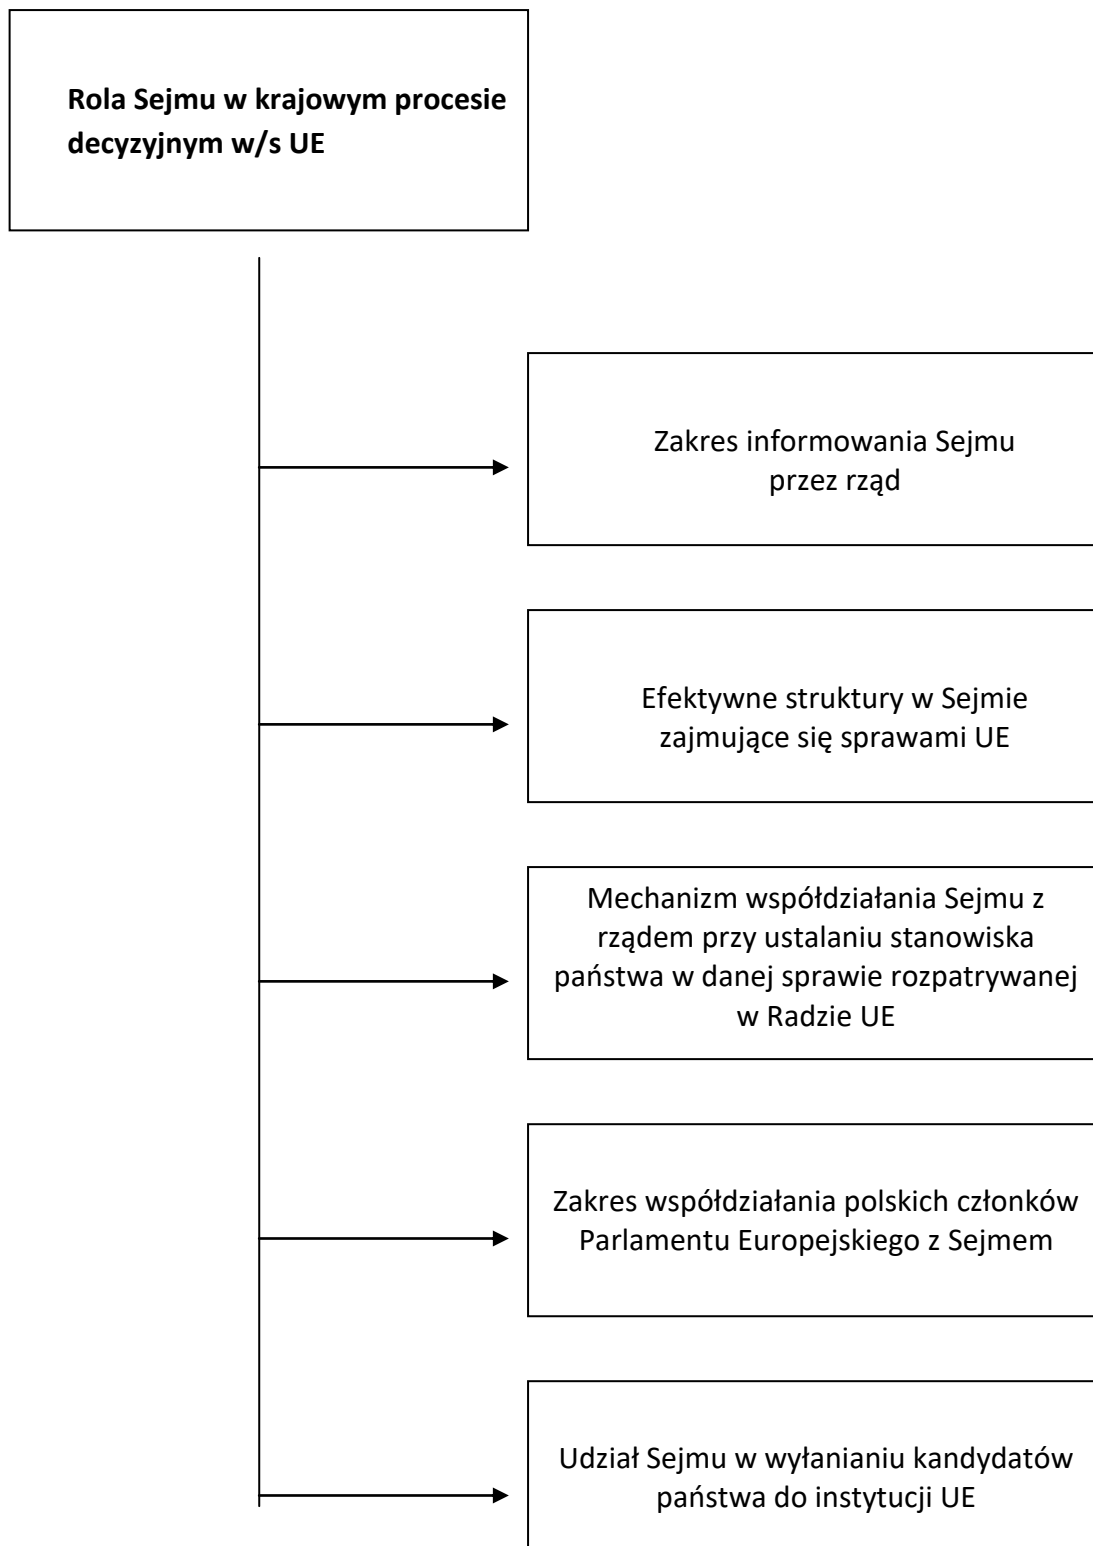 Rola Sejmu w krajowym procesie
decyzyjnym w/s UE
Zakres informowania Sejmu
przez rząd
Efektywne struktury w Sejmie
zajmujące się sprawami UE
Mechanizm współdziałania Sejmu z
rządem przy ustalaniu stanowiska
państwa w danej sprawie rozpatrywanej
w Radzie UE
Zakres współdziałania polskich członków
Parlamentu Europejskiego z Sejmem
Udział Sejmu w wyłanianiu kandydatów
państwa do instytucji UE